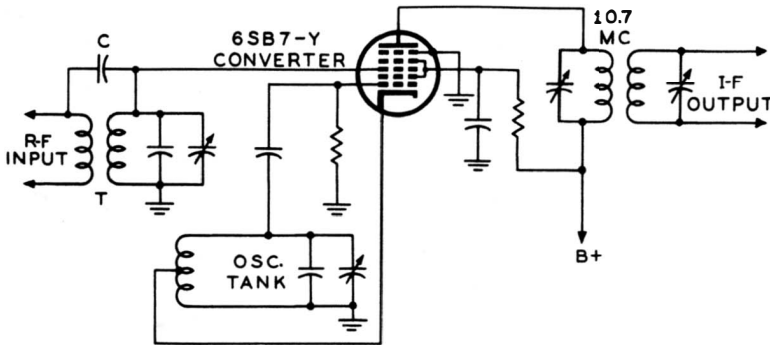 10.7
MC
C
6SB7-Y
CONVERTER
I-F
OUTPUT
R-F
INPUT
T
OSC.
TANK
B+